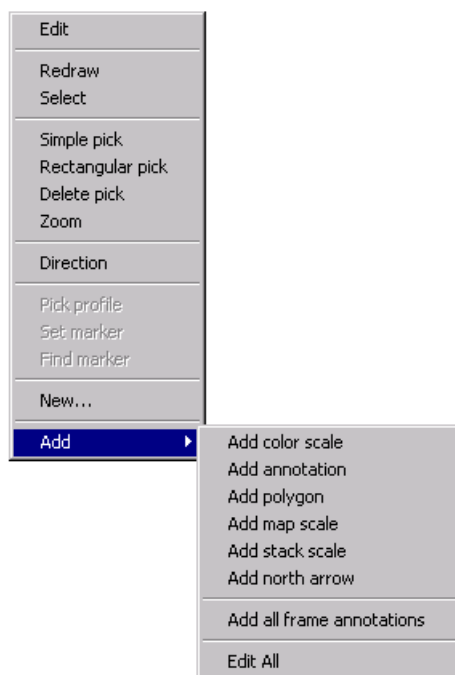 Edit
Redraw
Select
Simple pick
Rectangular pick
Delete pick
Zoom
Direction
Pick profile
Set marker
Find marker
New...
Add
Add color scale
Add annotation
Add polygon
Add map scale
Add stack scale
Add north arrow
Add all frame annotations
Edit All